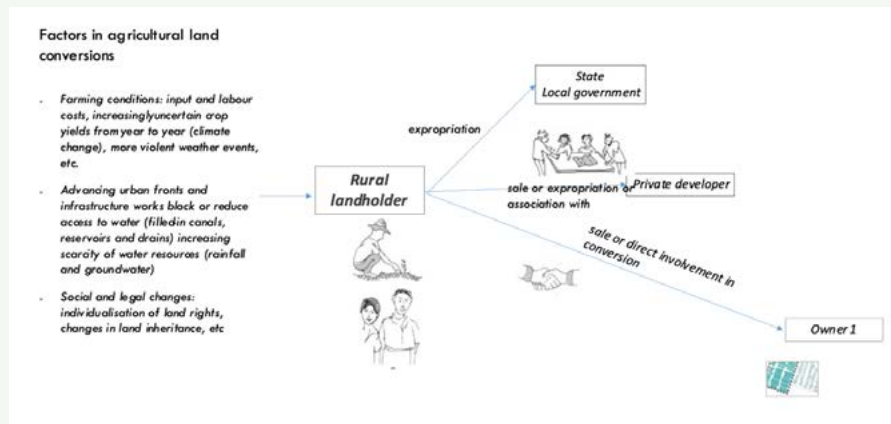 Factors in agricultural land
conversions
Farming conditions: input and labour
costs, increasinglyuncertain crop
yields from year to year (climate
change), more violent weather events,
etc.
Advancing urban fronts and
infrastructure works block or reduce
access to water (filledin canals,
reservoirs and drains) increasing
scarcity of water resources (rainfall
and groundwater)
Social and legal changes:
individualisation of land rights,
changes in land inheritance, etc
Rural
landholder
expropriation
State
Local government
sale or expropriation or
association with
Private developer
sale or direct involvement in
conversion
Owner 1